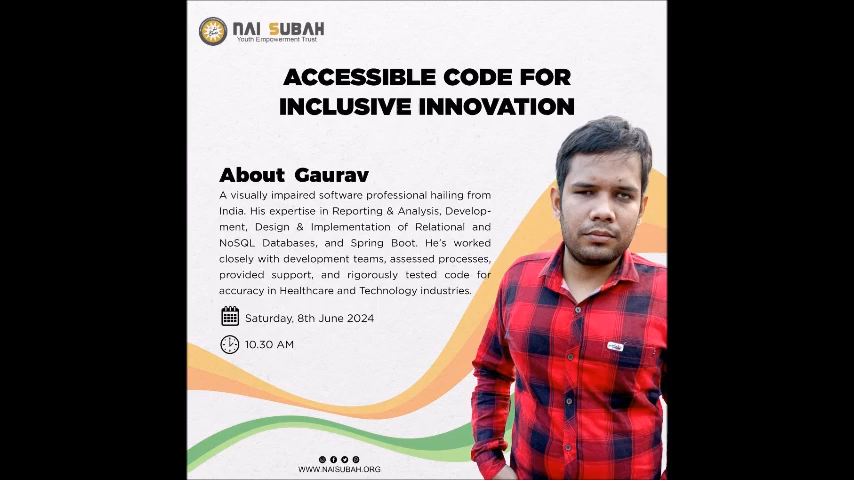 NAI SUBAH
Youth Empowerment Trust
ACCESSIBLE CODE FOR
INCLUSIVE INNOVATION
About Gaurav
A visually impaired software professional hailing from
India. His expertise in Reporting & Analysis, Develop-
ment, Design & Implementation of Relational and
NoSQL Databases, and Spring Boot. He's worked
closely with development teams, assessed processes,
provided support, and rigorously tested code for
accuracy in Healthcare and Technology industries.
Saturday, 8th June 2024
10.30 AM
WWW.NAISUBAH.ORG